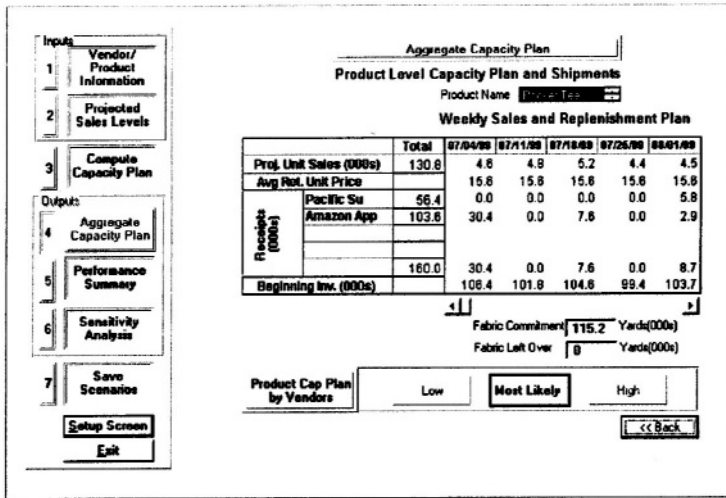 Inputs
1 Vendor/
Product
Information
2 Projected
Sales Levels
3 Compute
Capacity Plan
Outputs
4 Aggregate
Capacity Plan
5 Performance
Summary
6 Sensitivity
Analysis
7 Save
Scenarios
Setup Screen
Exit
Aggregate Capacity Plan
Product Level Capacity Plan and Shipments
Product Name Pocket Tee
Weekly Sales and Replenishment Plan
Total 07/04/99 07/11/99 07/18/99 07/25/99 08/01/99
Proj. Unit Sales (000s) 130.8 4.6 4.8 5.2 4.4 4.5
Avg Ret. Unit Price 15.6 15.6 15.6 15.6 15.6
Receipts
(000s)
Pacific Su 56.4 0.0 0.0 0.0 0.0 5.8
Amazon App 103.6 30.4 0.0 7.6 0.0 2.9
160.0 30.4 0.0 7.6 0.0 8.7
Beginning Inv. (000s) 106.4 101.8 104.6 99.4 103.7
Fabric Commitment 115.2 Yards(000s)
Fabric Left Over 0 Yards(000s)
Product Cap Plan
by Vendors
Low
Most Likely
High
<< Back